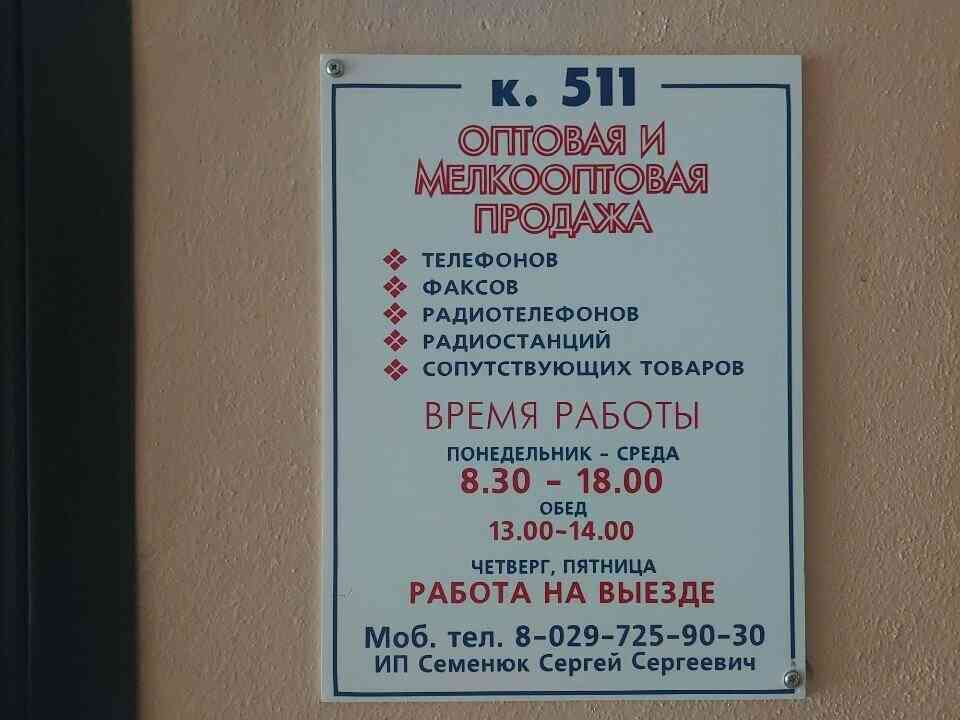 к. 511
ОПТОВАЯ И
МЕЛКООПТОВАЯ
ПРОДАЖА
ТЕЛЕФОНОВ
ФАКСОВ
РАДИОТЕЛЕФОНОВ
РАДИОСТАНЦИЙ
СОПУТСТВУЮЩИХ ТОВАРОВ
ВРЕМЯ РАБОТЫ
ПОНЕДЕЛЬНИК - СРЕДА
8.30 - 18.00
ОБЕД
13.00-14.00
ЧЕТВЕРГ, ПЯТНИЦА
РАБОТА НА ВЫЕЗДЕ
Моб. тел. 8-029-725-90-30
ИП Семенюк Сергей Сергеевич